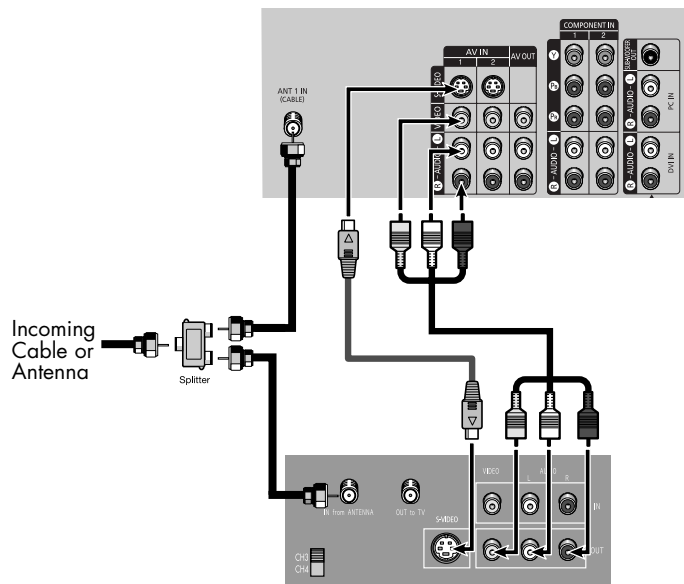 COMPONENT IN
1 2
AV IN
1 2
AV OUT
SUB-WOOFER
OUT
ANT 1 IN
(CABLE)
S-VIDEO
VIDEO
L
R - AUDIO -
Y
PB
PR
R - AUDIO - L
R - AUDIO - L
PC IN
R - AUDIO - L
DVI IN
Incoming
Cable or
Antenna
Splitter
VIDEO
AUDIO
L
R
IN from ANTENNA
OUT to TV
IN
S-VIDEO
OUT
CH3
CH4